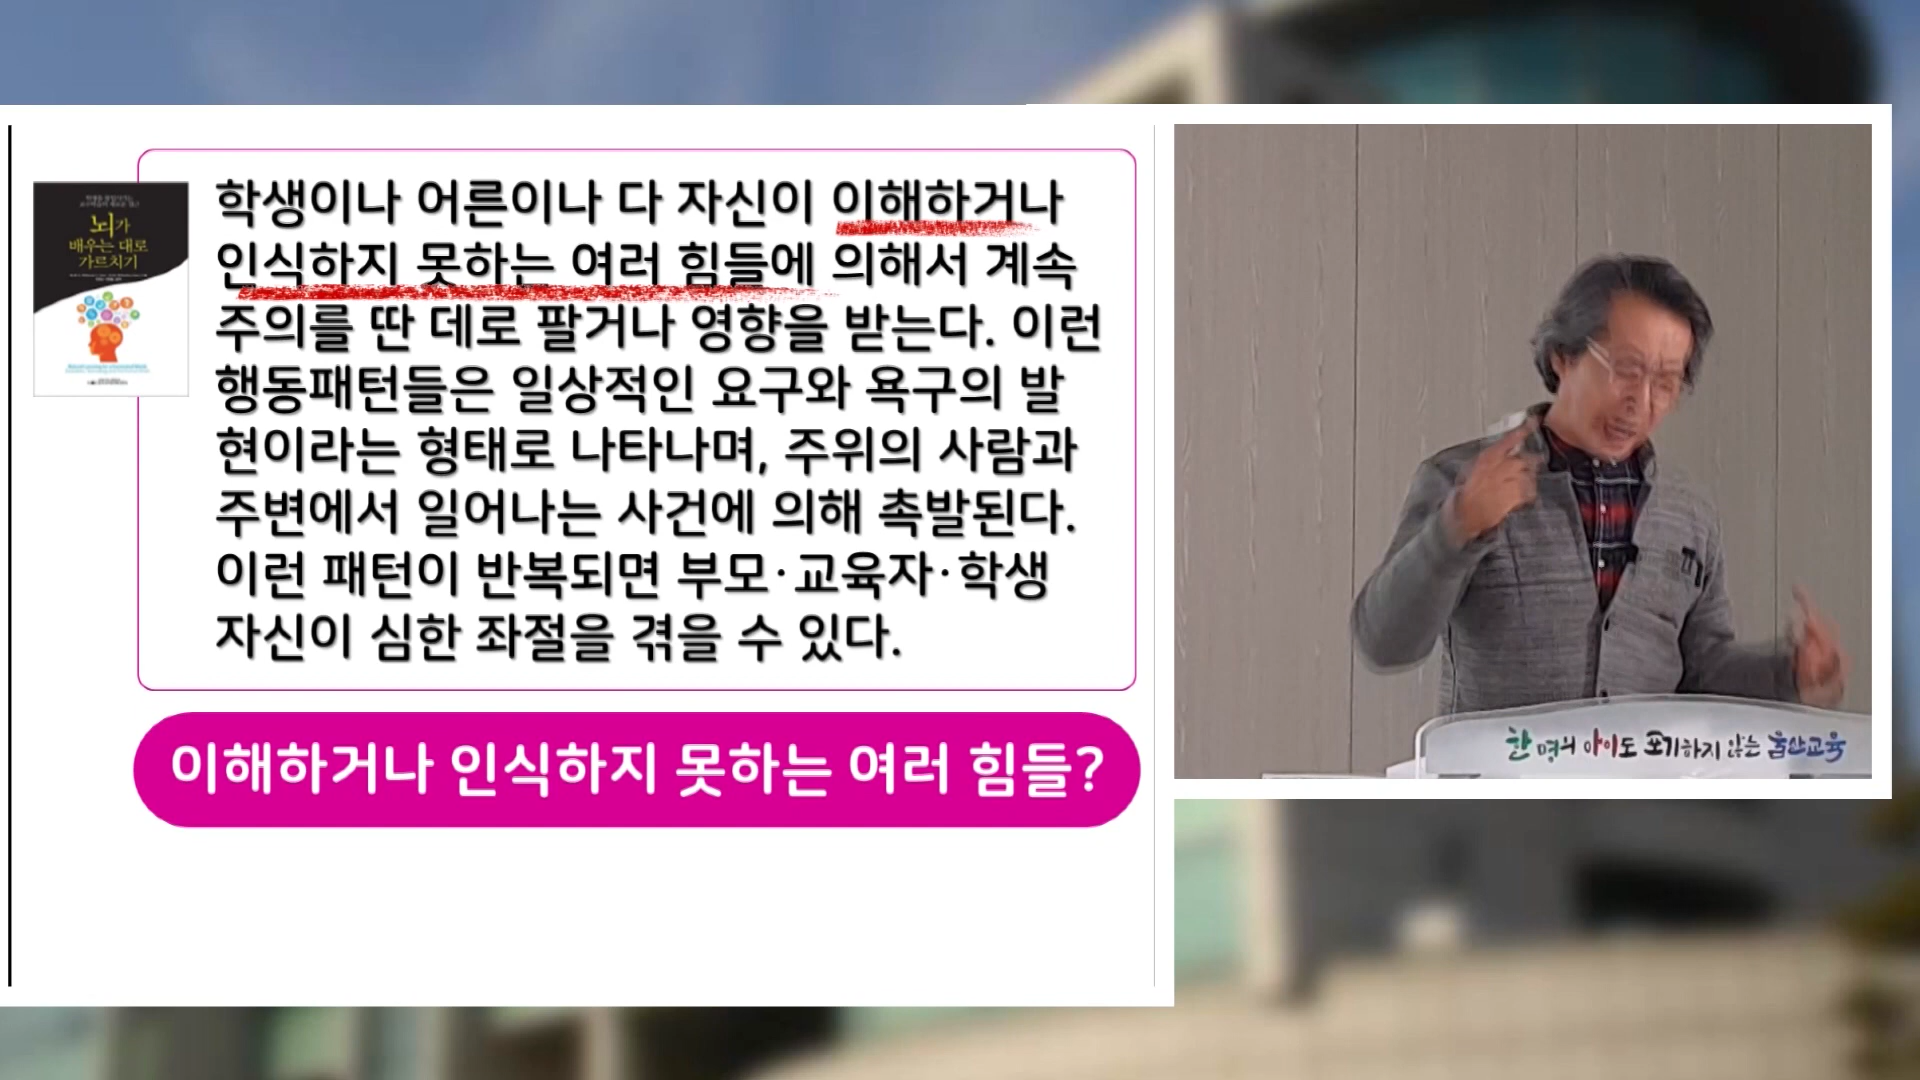 뇌가
배우는 대로
가르치기
학생이나 어른이나 다 자신이 이해하거나
인식하지 못하는 여러 힘들에 의해서 계속
주의를 딴 데로 팔거나 영향을 받는다. 이런
행동패턴들은 일상적인 요구와 욕구의 발
현이라는 형태로 나타나며, 주위의 사람과
주변에서 일어나는 사건에 의해 촉발된다.
이런 패턴이 반복되면 부모·교육자·학생
자신이 심한 좌절을 겪을 수 있다.
이해하거나 인식하지 못하는 여러 힘들?
한 명의 아이도 포기하지 않는 울산교육